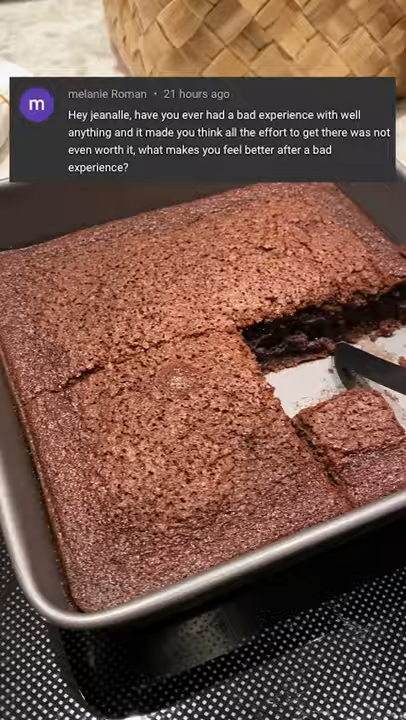 m
melanie Roman • 21 hours ago
Hey jeanalle, have you ever had a bad experience with well
anything and it made you think all the effort to get there was not
even worth it, what makes you feel better after a bad
experience?